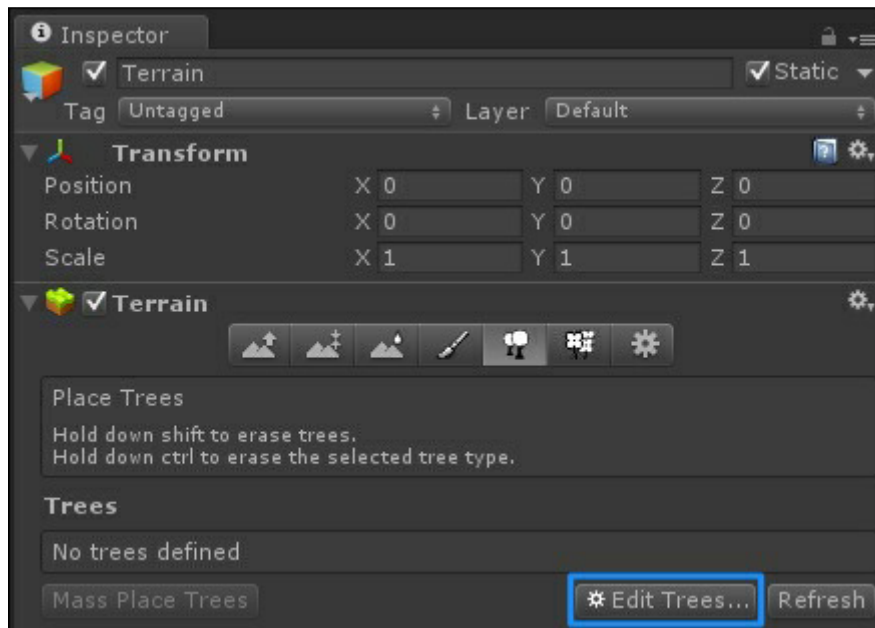 Inspector
Terrain Static
Tag Untagged Layer Default
Transform
Position X 0 Y 0 Z 0
Rotation X 0 Y 0 Z 0
Scale X 1 Y 1 Z 1
Terrain
Place Trees
Hold down shift to erase trees.
Hold down ctrl to erase the selected tree type.
Trees
No trees defined
Mass Place Trees Edit Trees... Refresh